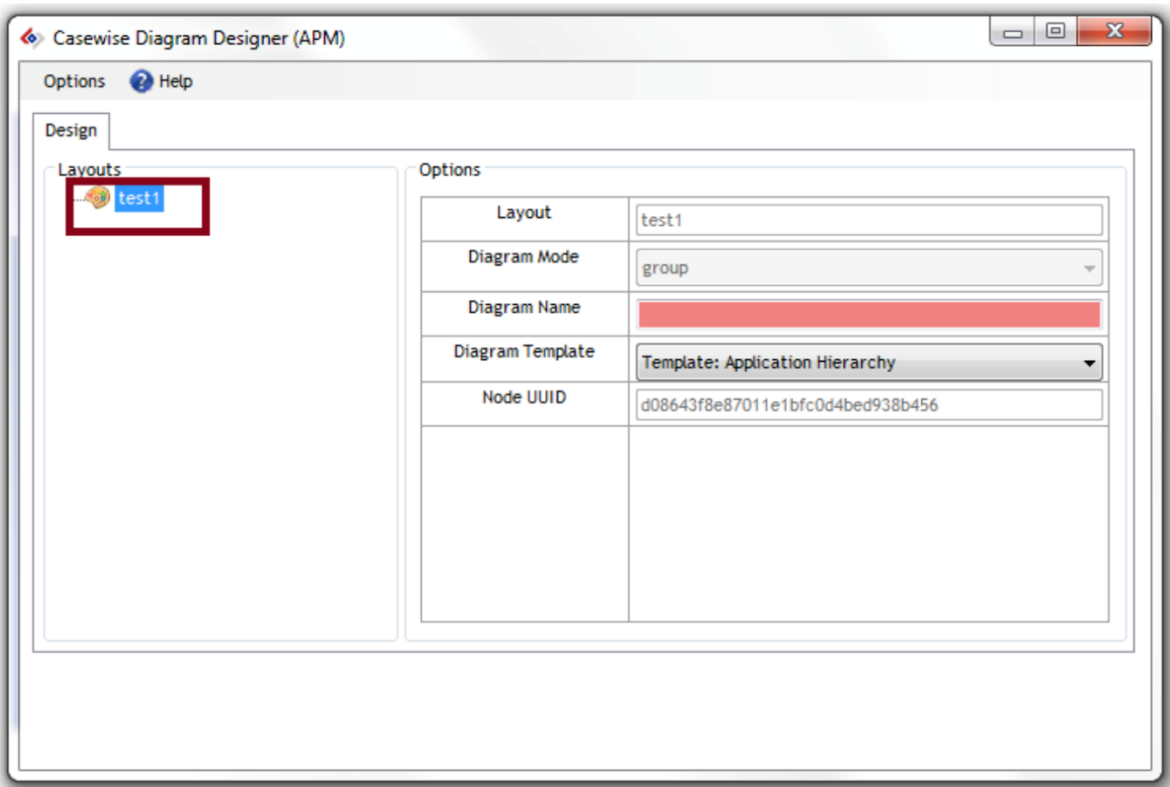 Casewise Diagram Designer (APM)
Options Help
Design
Layouts
test1
Options
Layout test1
Diagram Mode group
Diagram Name
Diagram Template Template: Application Hierarchy
Node UUID d08643f8e87011e1bfc0d4bed938b456